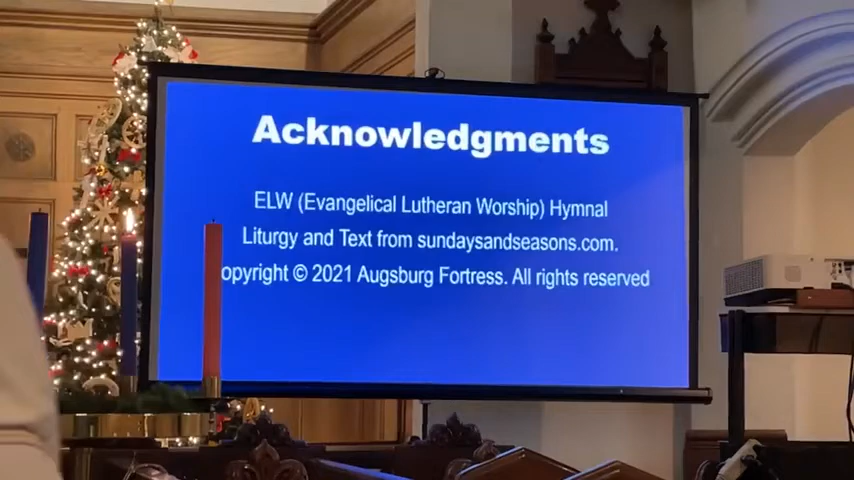 Acknowledgments
ELW (Evangelical Lutheran Worship) Hymnal
Liturgy and Text from sundaysandseasons.com.
opyright © 2021 Augsburg Fortress. All rights reserved